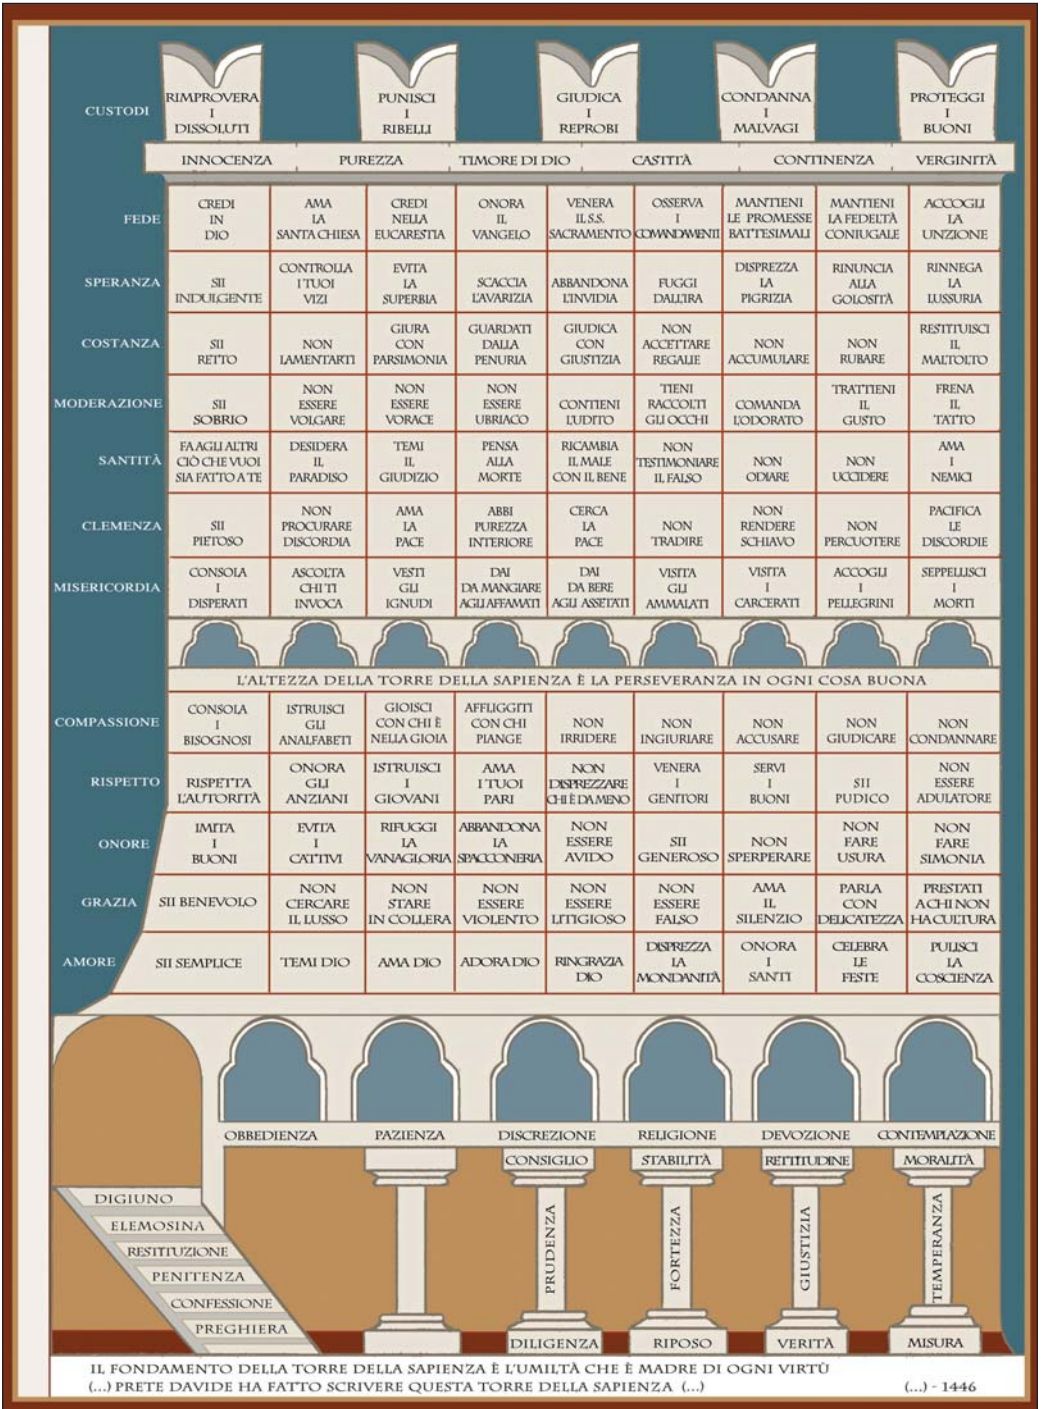 CUSTODI
RIMPROVERA
I
DISSOLUTI
PUNISCI
I
RIBELLI
GIUDICA
I
REPROBI
CONDANNA
I
MALVAGI
PROTEGGI
I
BUONI
INNOCENZA
PUREZZA
TIMORE DI DIO
CASTITÀ
CONTINENZA
VERGINITÀ
FEDE
CREDI
IN
DIO
AMA
LA
SANTA CHIESA
CREDI
NELLA
EUCARESTIA
ONORA
IL
VANGELO
VENERA
IL S.S.
SACRAMENTO
OSSERVA
I
COMANDAMENTI
MANTIENI
LE PROMESSE
BATTESIMALI
MANTIENI
LA FEDELTÀ
CONIUGALE
ACCOGLI
LA
UNZIONE
SPERANZA
SII
INDULGENTE
CONTROLLA
I TUOI
VIZI
EVITA
LA
SUPERBIA
SCACCIA
L'AVARIZIA
ABBANDONA
L'INVIDIA
FUGGI
DALL'IRA
DISPREZZA
LA
PIGRIZIA
RINUNCIA
ALLA
GOLOSITÀ
RINNEGA
LA
LUSSURIA
COSTANZA
SII
RETTO
NON
LAMENTARTI
GIURA
CON
PARSIMONIA
GUARDATI
DALLA
PENURIA
GIUDICA
CON
GIUSTIZIA
NON
ACCETTARE
REGALIE
NON
ACCUMULARE
NON
RUBARE
RESTITUISCI
IL
MALTOLTO
MODERAZIONE
SII
SOBRIO
NON
ESSERE
VOLGARE
NON
ESSERE
VORACE
NON
ESSERE
UBRIACO
CONTIENI
L'UDITO
TIENI
RACCOLTI
GLI OCCHI
COMANDA
L'ODORATO
TRATTIENI
IL
GUSTO
FRENA
IL
TATTO
SANTITÀ
FA AGLI ALTRI
CIÒ CHE VUOI
SIA FATTO A TE
DESIDERA
IL
PARADISO
TEMI
IL
GIUDIZIO
PENSA
ALLA
MORTE
RICAMBIA
IL MALE
CON IL BENE
NON
TESTIMONIARE
IL FALSO
NON
ODIARE
NON
UCCIDERE
AMA
I
NEMICI
CLEMENZA
SII
PIETOSO
NON
PROCURARE
DISCORDIA
AMA
LA
PACE
ABBI
PUREZZA
INTERIORE
CERCA
LA
PACE
NON
TRADIRE
NON
RENDERE
SCHIAVO
NON
PERCUOTERE
PACIFICA
LE
DISCORDIE
MISERICORDIA
CONSOLA
I
DISPERATI
ASCOLTA
CHI TI
INVOCA
VESTI
GLI
IGNUDI
DAI
DA MANGIARE
AGLI AFFAMATI
DAI
DA BERE
AGLI ASSETATI
VISITA
GLI
AMMALATI
VISITA
I
CARCERATI
ACCOGLI
I
PELLEGRINI
SEPPELLISCI
I
MORTI
L'ALTEZZA DELLA TORRE DELLA SAPIENZA È LA PERSEVERANZA IN OGNI COSA BUONA
COMPASSIONE
CONSOLA
I
BISOGNOSI
ISTRUISCI
GLI
ANALFABETI
GIOISCI
CON CHI È
NELLA GIOIA
AFFLIGGITI
CON CHI
PIANGE
NON
IRRIDERE
NON
INGIURIARE
NON
ACCUSARE
NON
GIUDICARE
NON
CONDANNARE
RISPETTO
RISPETTA
L'AUTORITÀ
ONORA
GLI
ANZIANI
ISTRUISCI
I
GIOVANI
AMA
I TUOI
PARI
NON
DISPREZZARE
CHI È DA MENO
VENERA
I
GENITORI
SERVI
I
BUONI
SII
PUDICO
NON
ESSERE
ADULATORE
ONORE
IMITA
I
BUONI
EVITA
I
CATTIVI
RIFUGGI
LA
VANAGLORIA
ABBANDONA
LA
SPACCONERIA
NON
ESSERE
AVIDO
SII
GENEROSO
NON
SPERPERARE
NON
FARE
USURA
NON
FARE
SIMONIA
GRAZIA
SII BENEVOLO
NON
CERCARE
IL LUSSO
NON
STARE
IN COLLERA
NON
ESSERE
VIOLENTO
NON
ESSERE
LITIGIOSO
NON
ESSERE
FALSO
AMA
IL
SILENZIO
PARLA
CON
DELICATEZZA
PRESTATI
A CHI NON
HA CULTURA
AMORE
SII SEMPLICE
TEMI DIO
AMA DIO
ADORA DIO
RINGRAZIA
DIO
DISPREZZA
LA
MONDANITÀ
ONORA
I
SANTI
CELEBRA
LE
FESTE
PULISCI
LA
COSCIENZA
OBBEDIENZA
PAZIENZA
DISCREZIONE
RELIGIONE
DEVOZIONE
CONTEMPLAZIONE
CONSIGLIO
STABILITÀ
RETTITUDINE
MORALITÀ
DIGIUNO
ELEMOSINA
RESTITUZIONE
PENITENZA
CONFESSIONE
PREGHIERA
PRUDENZA
FORTEZZA
GIUSTIZIA
TEMPERANZA
DILIGENZA
RIPOSO
VERITÀ
MISURA
IL FONDAMENTO DELLA TORRE DELLA SAPIENZA È L'UMILTÀ CHE È MADRE DI OGNI VIRTÙ
(...) PRETE DAVIDE HA FATTO SCRIVERE QUESTA TORRE DELLA SAPIENZA (...) (...) - 1446